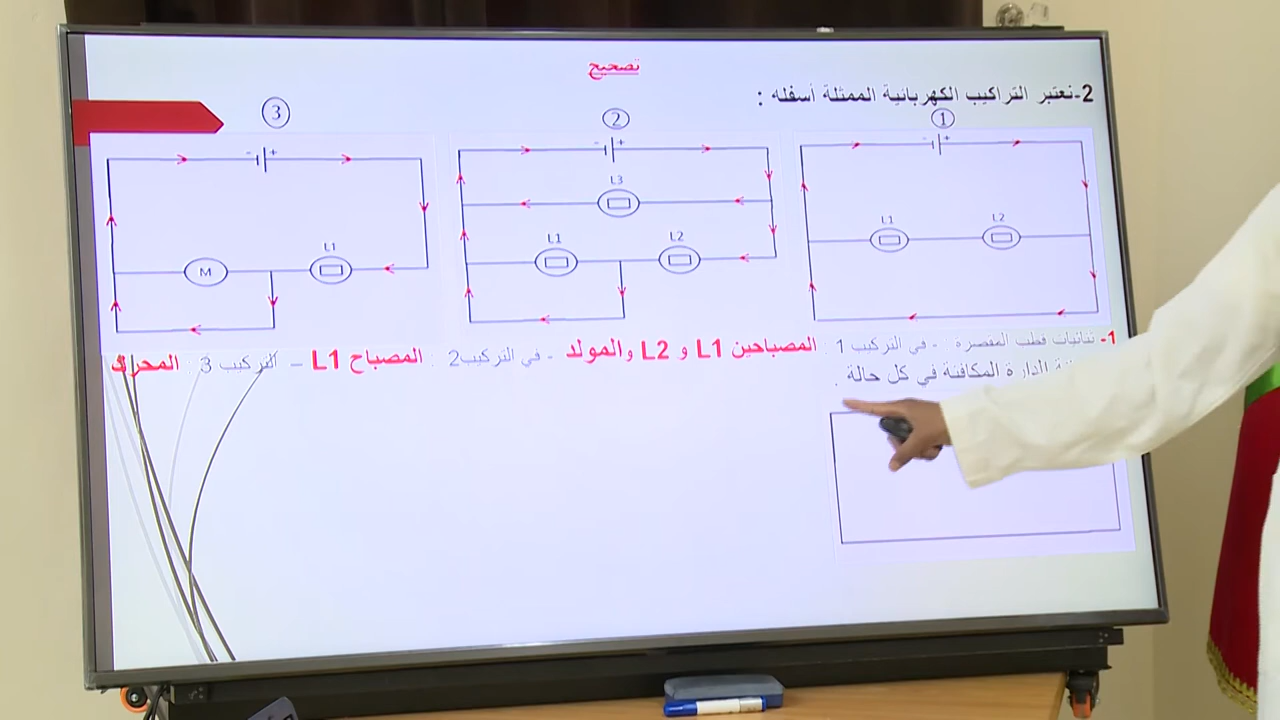 تصحيح
2-نعتبر التراكيب الكهربائية الممثلة أسفله :
1
- +
L1 L2
2
- +
L3
L1 L2
3
- +
L1
M
1- ثنائيات قطب المقصره - في التركيب 1 : المصباحين L1 و L2 والمولد - في التركيب2 : المصباح L1 – التركيب 3 : المحرك
الدارة المكافئة في كل حالة .